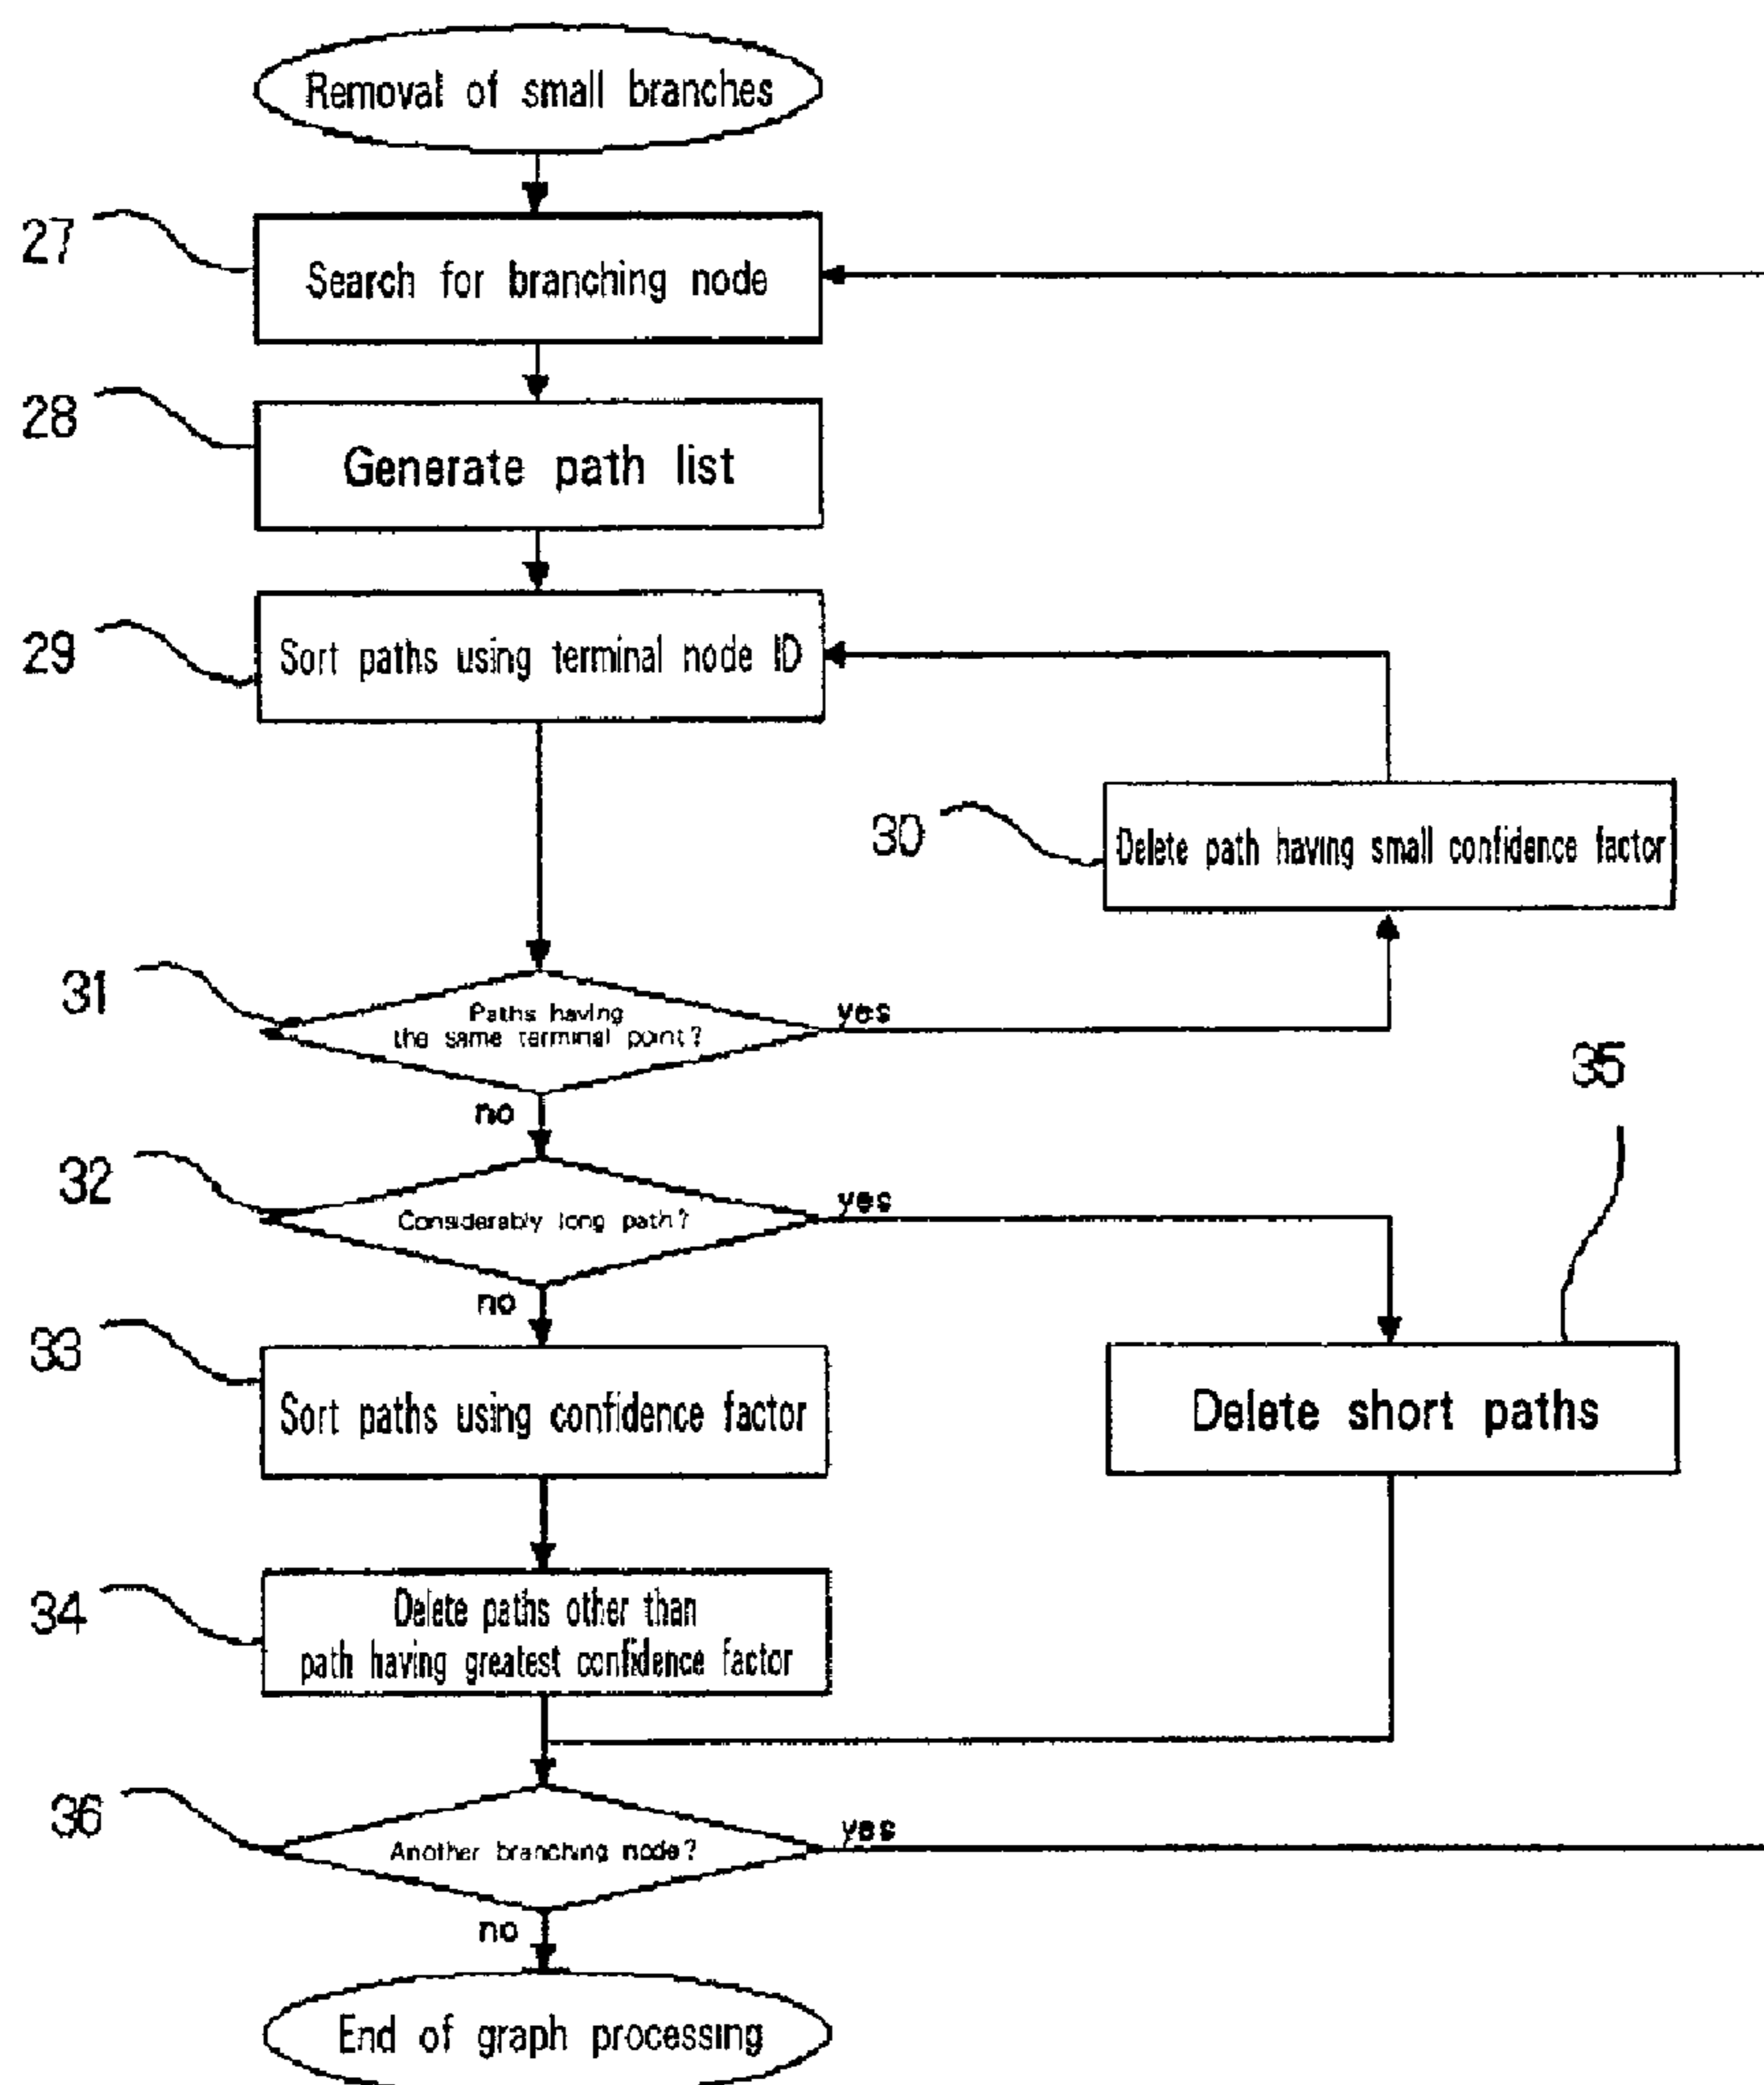 Removal of small branches
27
Search for branching node
28
Generate path list
29
Sort paths using terminal node ID
30
Delete path having small confidence factor
31
Paths having
the same terminal point?
yes
no
35
32
Considerably long path?
yes
no
33
Sort paths using confidence factor
Delete short paths
34
Delete paths other than
path having greatest confidence factor
36
Another branching node?
yes
no
End of graph processing